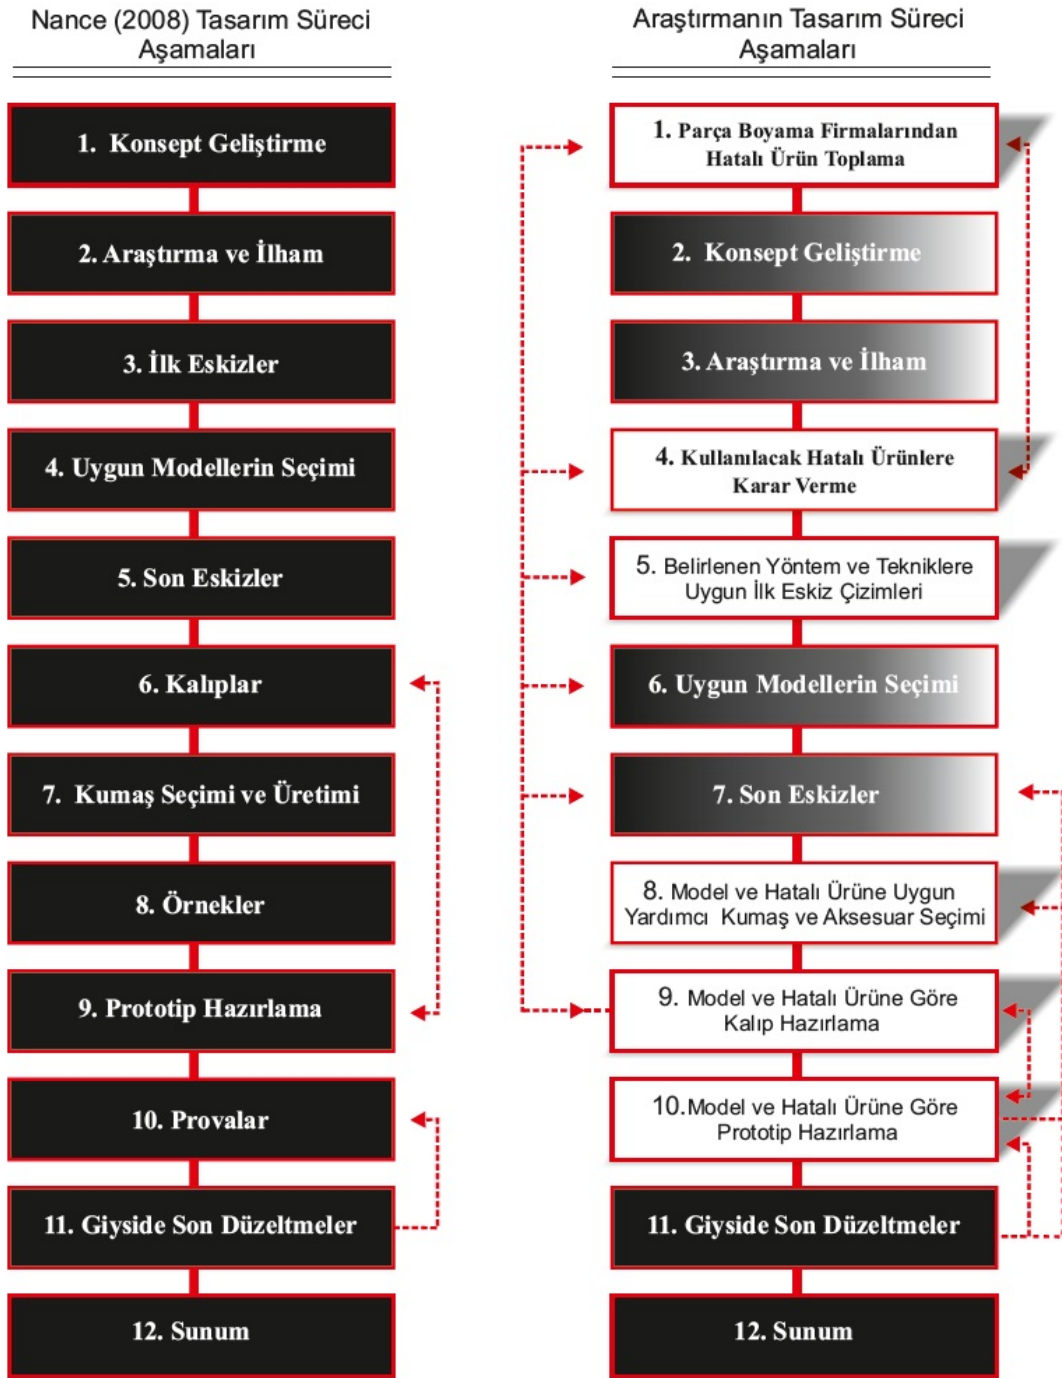 Nance (2008) Tasarım Süreci
Aşamaları
1. Konsept Geliştirme
2. Araştırma ve İlham
3. İlk Eskizler
4. Uygun Modellerin Seçimi
5. Son Eskizler
6. Kalıplar
7. Kumaş Seçimi ve Üretimi
8. Örnekler
9. Prototip Hazırlama
10. Provalar
11. Giyside Son Düzeltmeler
12. Sunum
Araştırmanın Tasarım Süreci
Aşamaları
1. Parça Boyama Firmalarından
Hatalı Ürün Toplama
2. Konsept Geliştirme
3. Araştırma ve İlham
4. Kullanılacak Hatalı Ürünlere
Karar Verme
5. Belirlenen Yöntem ve Tekniklere
Uygun İlk Eskiz Çizimleri
6. Uygun Modellerin Seçimi
7. Son Eskizler
8. Model ve Hatalı Ürüne Uygun
Yardımcı Kumaş ve Aksesuar Seçimi
9. Model ve Hatalı Ürüne Göre
Kalıp Hazırlama
10.Model ve Hatalı Ürüne Göre
Prototip Hazırlama
11. Giyside Son Düzeltmeler
12. Sunum